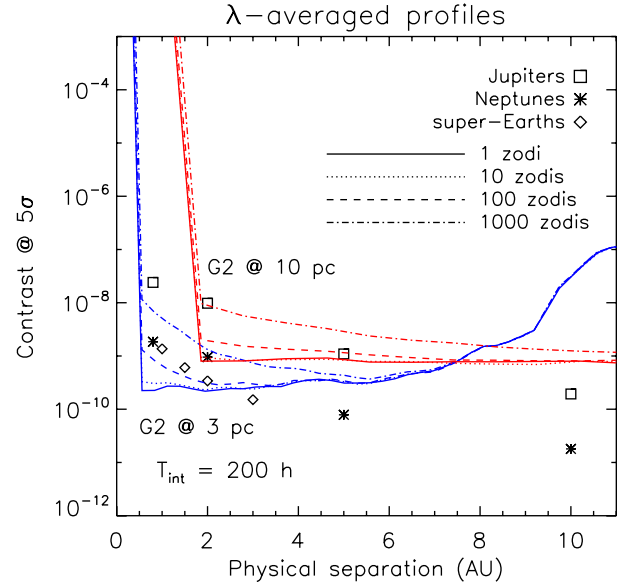 λ-averaged profiles
Contrast @ 5σ
10⁻⁴
10⁻⁶
10⁻⁸
10⁻¹⁰
10⁻¹²
Jupiters
Neptunes
super-Earths
1 zodi
10 zodis
100 zodis
1000 zodis
G2 @ 10 pc
G2 @ 3 pc
T_int = 200 h
0 2 4 6 8 10
Physical separation (AU)